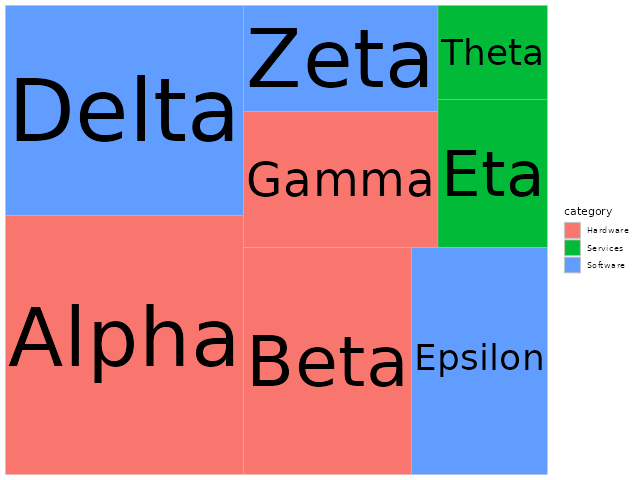 Delta
Zeta
Theta
Gamma
Eta
Alpha
Beta
Epsilon
category
Hardware
Services
Software